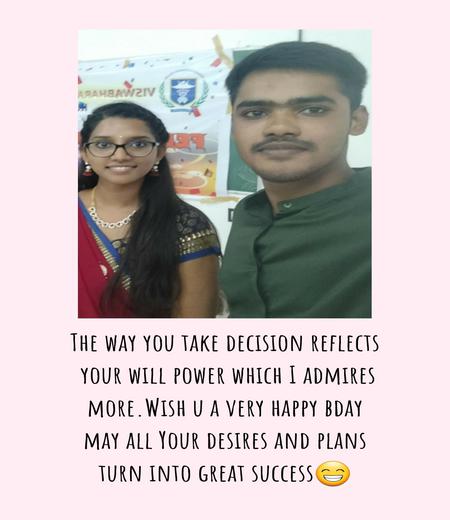 VISWABHARA
THE WAY YOU TAKE DECISION REFLECTS
YOUR WILL POWER WHICH I ADMIRES
MORE.WISH U A VERY HAPPY BDAY
MAY ALL YOUR DESIRES AND PLANS
TURN INTO GREAT SUCCESS😁